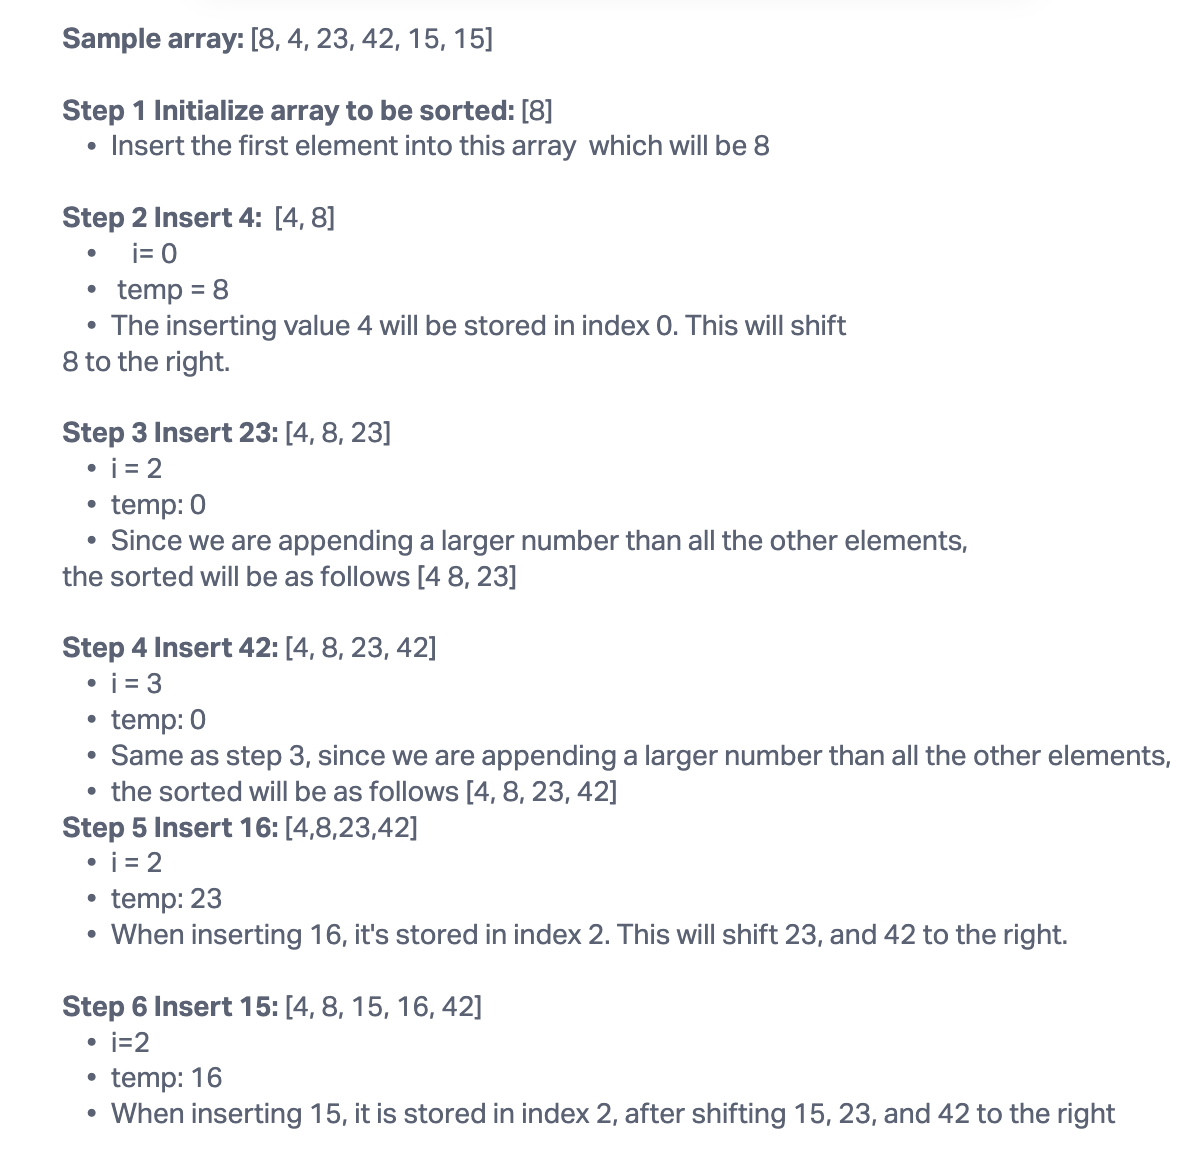 Sample array: [8, 4, 23, 42, 15, 15]
Step 1 Initialize array to be sorted: [8]
• Insert the first element into this array  which will be 8
Step 2 Insert 4:  [4, 8]
• i= 0
• temp = 8
• The inserting value 4 will be stored in index 0. This will shift
8 to the right.
Step 3 Insert 23: [4, 8, 23]
• i = 2
• temp: 0
• Since we are appending a larger number than all the other elements,
the sorted will be as follows [4 8, 23]
Step 4 Insert 42: [4, 8, 23, 42]
• i = 3
• temp: 0
• Same as step 3, since we are appending a larger number than all the other elements,
• the sorted will be as follows [4, 8, 23, 42]
Step 5 Insert 16: [4,8,23,42]
• i = 2
• temp: 23
• When inserting 16, it's stored in index 2. This will shift 23, and 42 to the right.
Step 6 Insert 15: [4, 8, 15, 16, 42]
• i=2
• temp: 16
• When inserting 15, it is stored in index 2, after shifting 15, 23, and 42 to the right